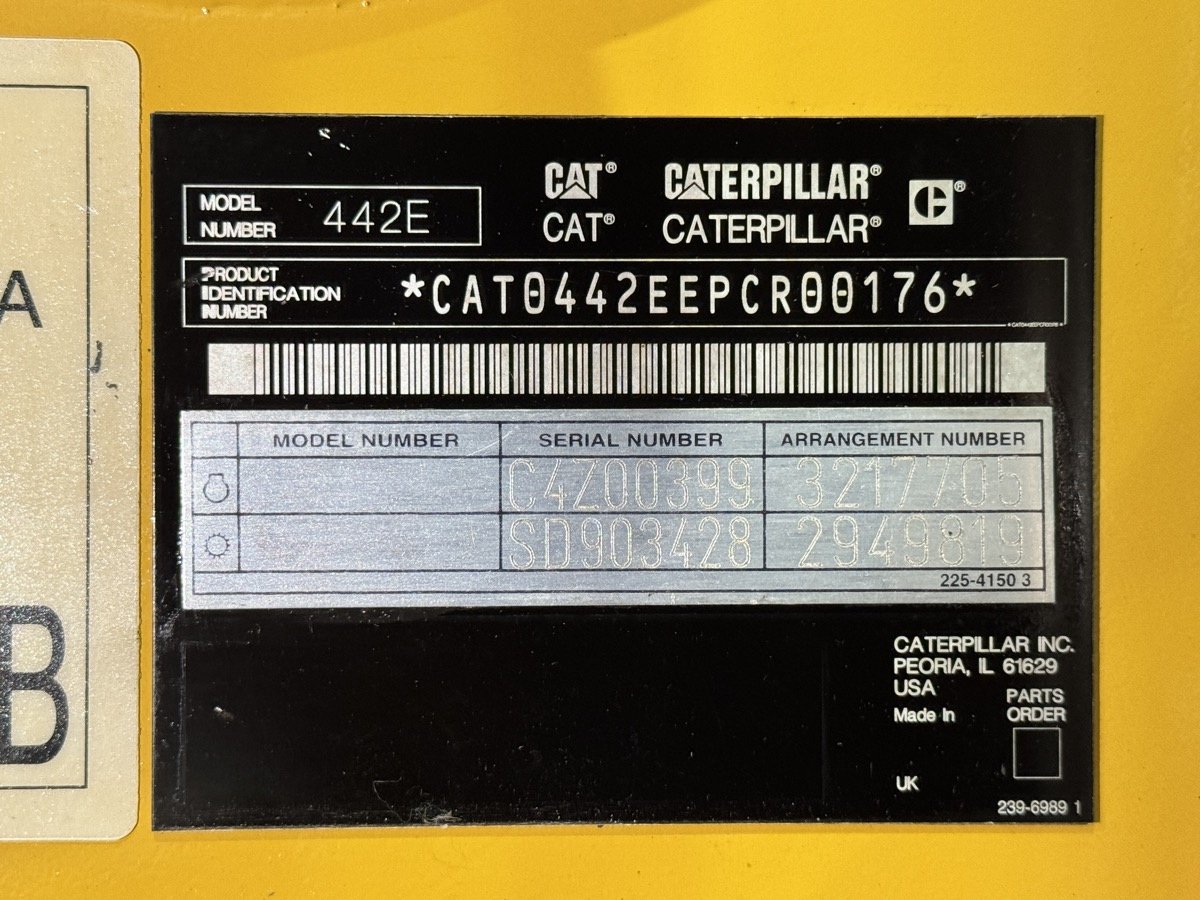 A
B
CAT® CATERPILLAR® C®
CAT® CATERPILLAR®
MODEL
NUMBER 442E
PRODUCT
IDENTIFICATION
NUMBER
*CAT0442EEPCR00176*
MODEL NUMBER SERIAL NUMBER ARRANGEMENT NUMBER
C4Z00399 3217705
SD903428 2949819
225-4150 3
CATERPILLAR INC.
PEORIA, IL 61629
USA
Made In
PARTS
ORDER
UK
239-6989 1